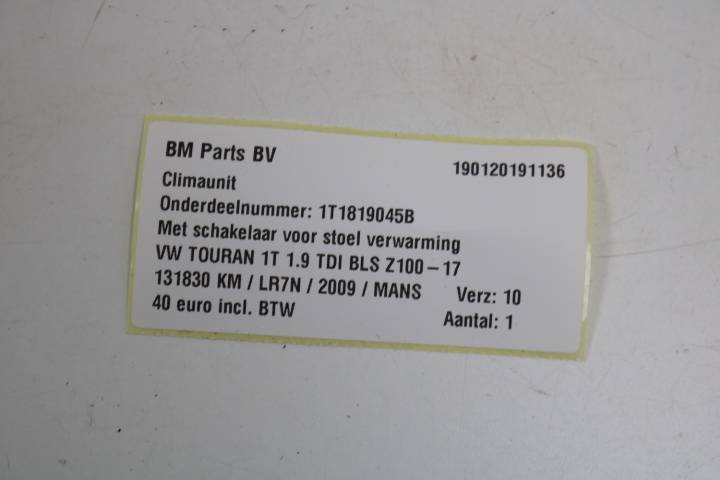 BM Parts BV 190120191136
Climaunit
Onderdeelnummer: 1T1819045B
Met schakelaar voor stoel verwarming
VW TOURAN 1T 1.9 TDI BLS Z100-17
131830 KM / LR7N / 2009 / MANS Verz: 10
40 euro incl. BTW Aantal: 1